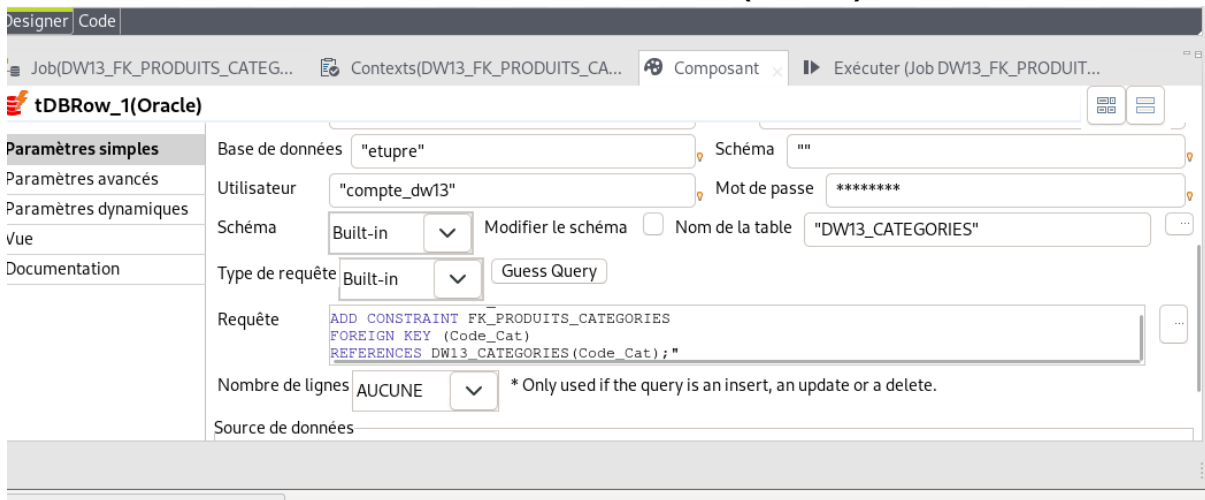 Designer Code
Job(DW13_FK_PRODUITS_CATEG... Contexts(DW13_FK_PRODUITS_CA... Composant Exécuter (Job DW13_FK_PRODUIT...
tDBRow_1(Oracle)
Paramètres simples
Paramètres avancés
Paramètres dynamiques
Vue
Documentation
Base de données "etupre" Schéma ""
Utilisateur "compte_dw13" Mot de passe ********
Schéma Built-in Modifier le schéma Nom de la table "DW13_CATEGORIES" ...
Type de requête Built-in Guess Query
Requête
ADD CONSTRAINT FK_PRODUITS_CATEGORIES
FOREIGN KEY (Code_Cat)
REFERENCES DW13_CATEGORIES(Code_Cat);"
...
Nombre de lignes AUCUNE * Only used if the query is an insert, an update or a delete.
Source de données